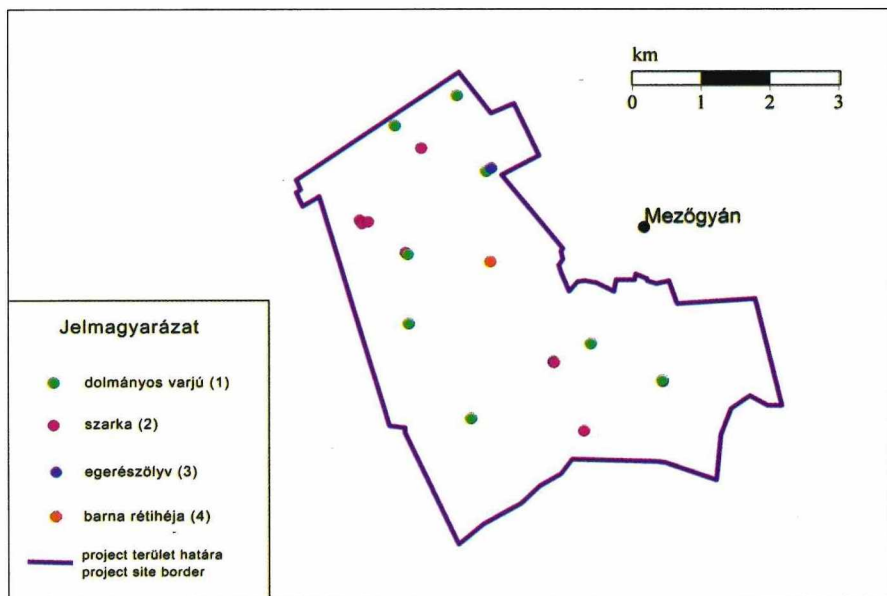 km
0 1 2 3
Mezőgyán
Jelmagyarázat
dolmányos varjú (1)
szarka (2)
egerészölyv (3)
barna rétihéja (4)
project terület határa
project site border